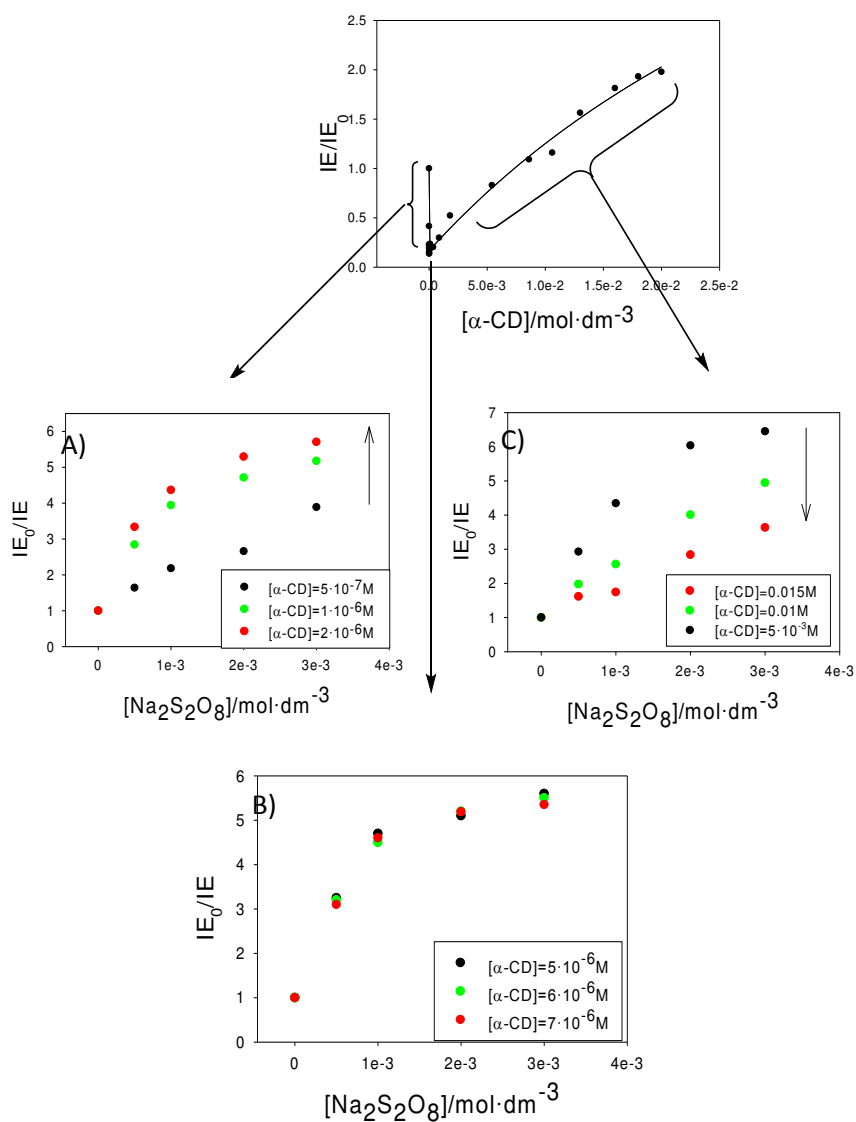 IE/IE₀
2.5
2.0
1.5
1.0
0.5
0.0
0.0 5.0e-3 1.0e-2 1.5e-2 2.0e-2 2.5e-2
[α-CD]/mol·dm⁻³
A)
IE₀/IE
6
5
4
3
2
1
0
[α-CD]=5·10⁻⁷M
[α-CD]=1·10⁻⁶M
[α-CD]=2·10⁻⁶M
0 1e-3 2e-3 3e-3 4e-3
[Na₂S₂O₈]/mol·dm⁻³
C)
IE₀/IE
7
6
5
4
3
2
1
0
[α-CD]=0.015M
[α-CD]=0.01M
[α-CD]=5·10⁻³M
0 1e-3 2e-3 3e-3 4e-3
[Na₂S₂O₈]/mol·dm⁻³
B)
IE₀/IE
6
5
4
3
2
1
0
[α-CD]=5·10⁻⁶M
[α-CD]=6·10⁻⁶M
[α-CD]=7·10⁻⁶M
0 1e-3 2e-3 3e-3 4e-3
[Na₂S₂O₈]/mol·dm⁻³